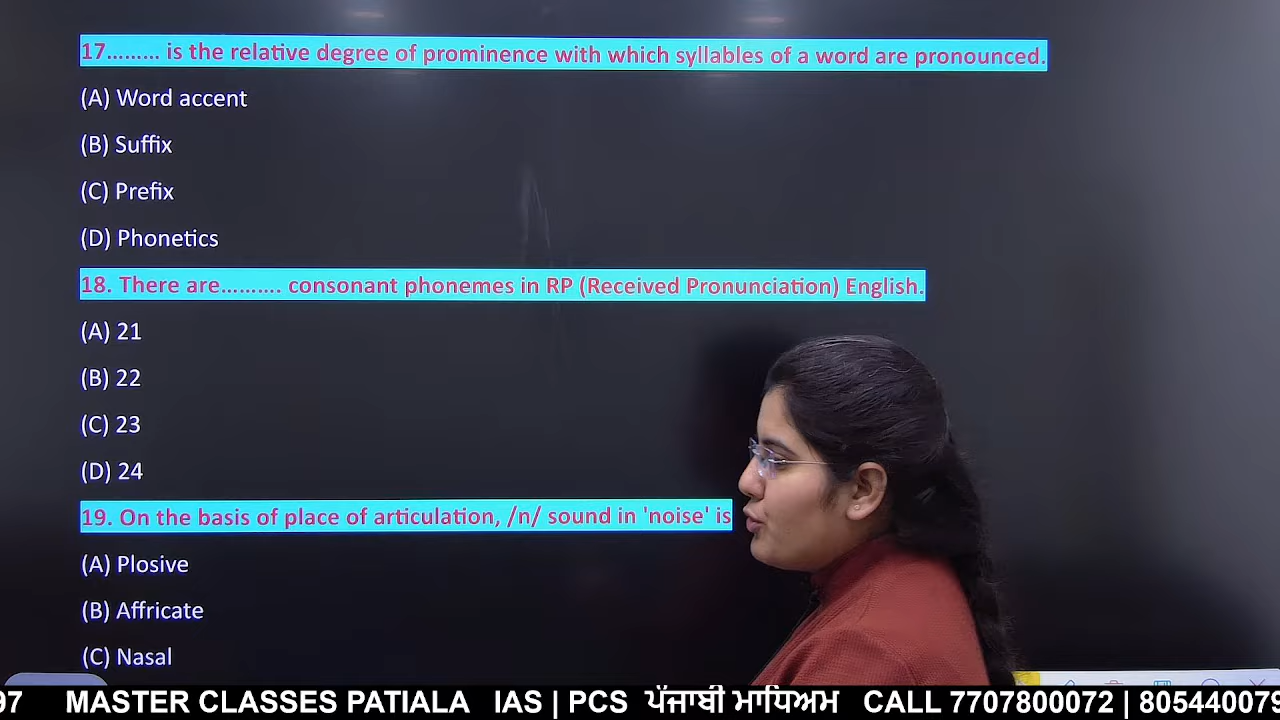 17......... is the relative degree of prominence with which syllables of a word are pronounced.
(A) Word accent
(B) Suffix
(C) Prefix
(D) Phonetics
18. There are.......... consonant phonemes in RP (Received Pronunciation) English.
(A) 21
(B) 22
(C) 23
(D) 24
19. On the basis of place of articulation, /n/ sound in 'noise' is
(A) Plosive
(B) Affricate
(C) Nasal
97 MASTER CLASSES PATIALA IAS | PCS ਪੰਜਾਬੀ ਮਾਧਿਅਮ CALL 7707800072 | 805440079